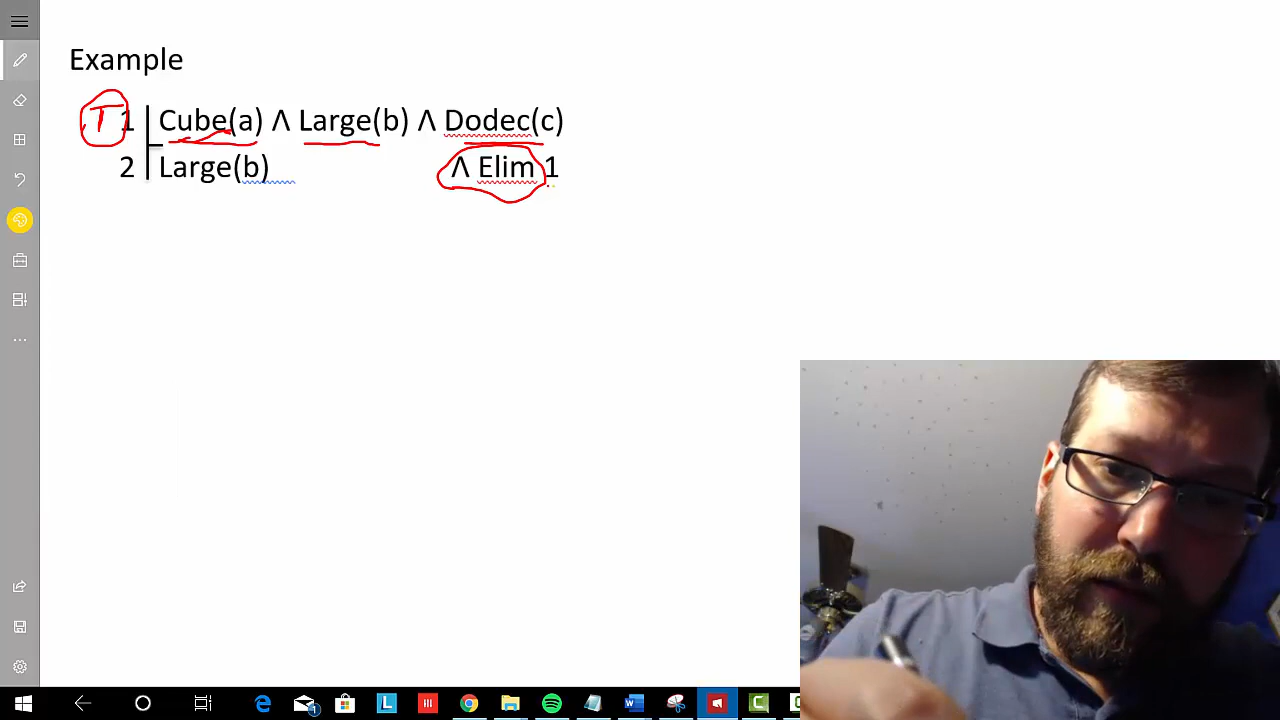 Example
T 1 Cube(a) Λ Large(b) Λ Dodec(c)
2 Large(b) Λ Elim 1